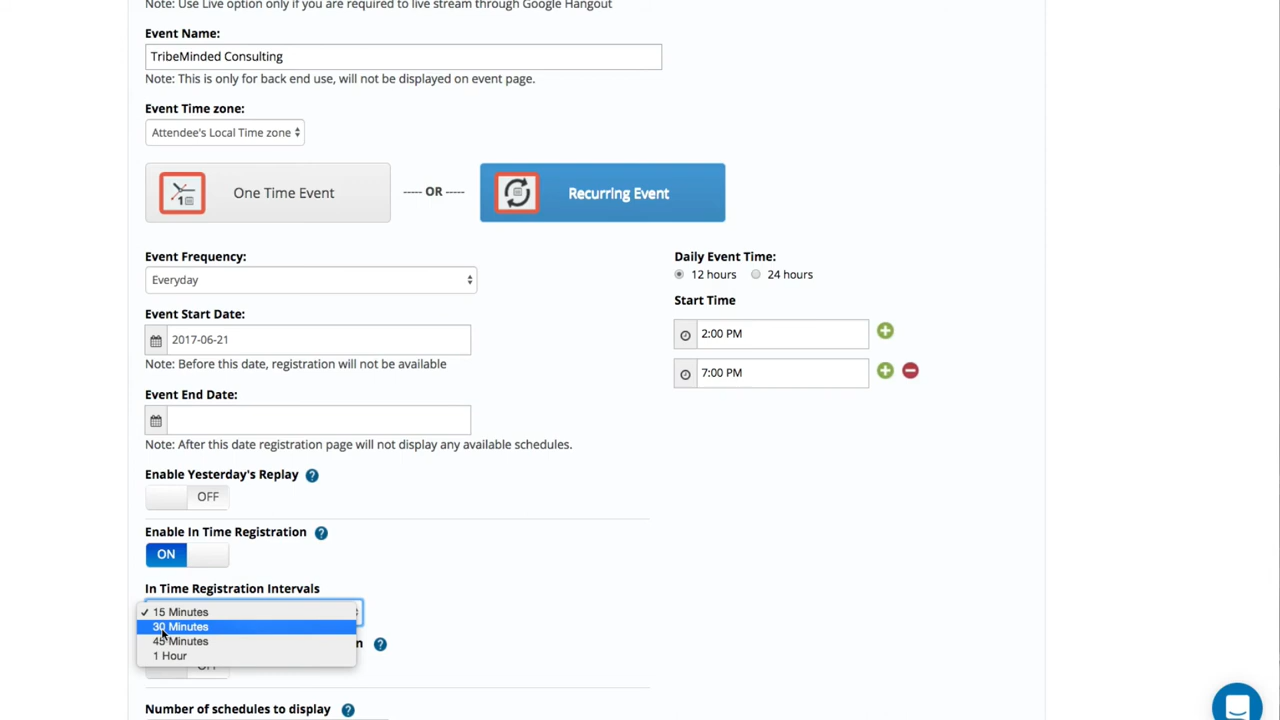 Note: Use Live option only if you are required to live stream through Google Hangout
Event Name:
TribeMinded Consulting
Note: This is only for back end use, will not be displayed on event page.
Event Time zone:
Attendee's Local Time zone
1
One Time Event
----- OR -----
Recurring Event
Event Frequency:
Everyday
Event Start Date:
2017-06-21
Note: Before this date, registration will not be available
Event End Date:
Note: After this date registration page will not display any available schedules.
Daily Event Time:
12 hours
24 hours
Start Time
2:00 PM
7:00 PM
Enable Yesterday's Replay ?
OFF
Enable In Time Registration ?
ON
In Time Registration Intervals
✓ 15 Minutes
30 Minutes
45 Minutes
1 Hour
n ?
OFF
Number of schedules to display ?